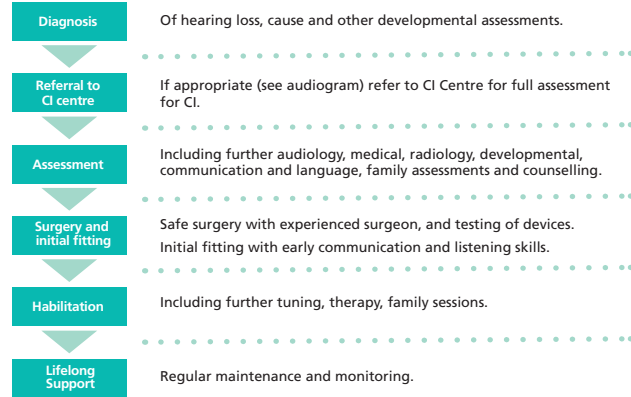 Diagnosis
Of hearing loss, cause and other developmental assessments.
Referral to
CI centre
If appropriate (see audiogram) refer to CI Centre for full assessment
for CI.
Assessment
Including further audiology, medical, radiology, developmental,
communication and language, family assessments and counselling.
Surgery and
initial fitting
Safe surgery with experienced surgeon, and testing of devices.
Initial fitting with early communication and listening skills.
Habilitation
Including further tuning, therapy, family sessions.
Lifelong
Support
Regular maintenance and monitoring.